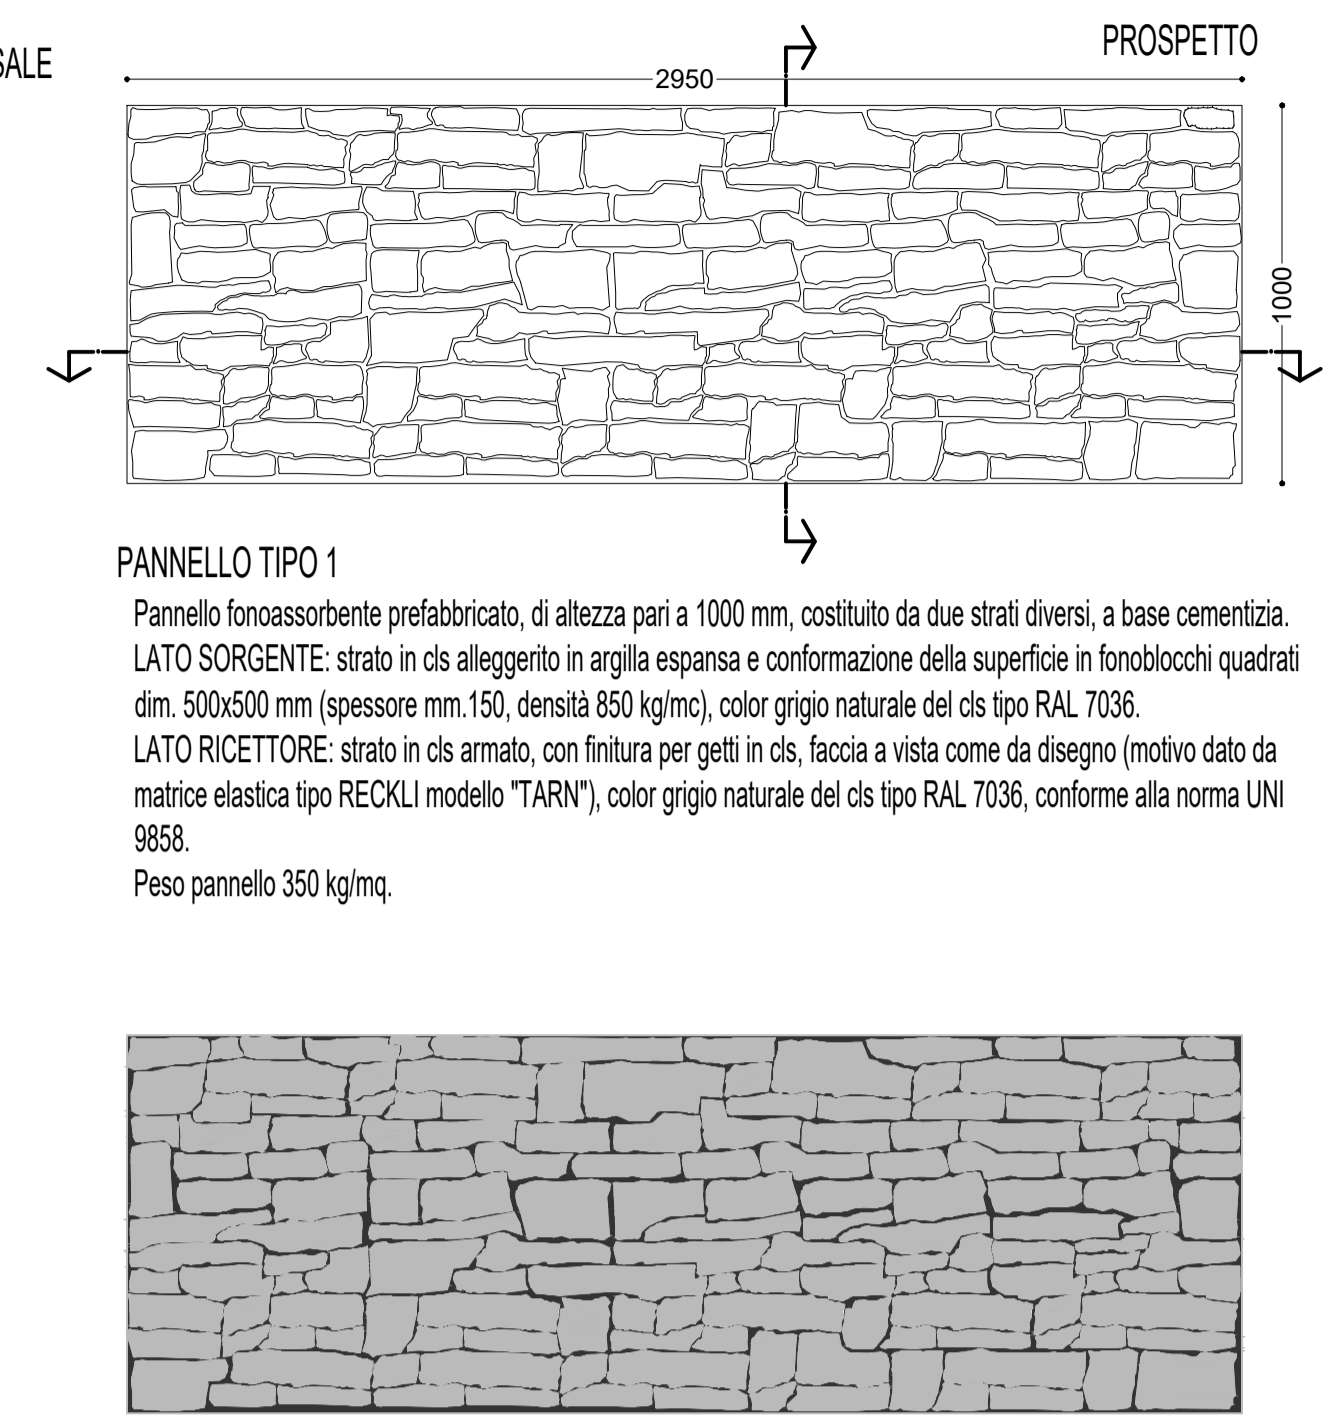 SALE
PROSPETTO
2950
1000
PANNELLO TIPO 1
Pannello fonoassorbente prefabbricato, di altezza pari a 1000 mm, costituito da due strati diversi, a base cementizia.
LATO SORGENTE: strato in cls alleggerito in argilla espansa e conformazione della superficie in fonoblocchi quadrati
dim. 500x500 mm (spessore mm.150, densità 850 kg/mc), color grigio naturale del cls tipo RAL 7036.
LATO RICETTORE: strato in cls armato, con finitura per getti in cls, faccia a vista come da disegno (motivo dato da
matrice elastica tipo RECKLI modello "TARN"), color grigio naturale del cls tipo RAL 7036, conforme alla norma UNI
9858.
Peso pannello 350 kg/mq.